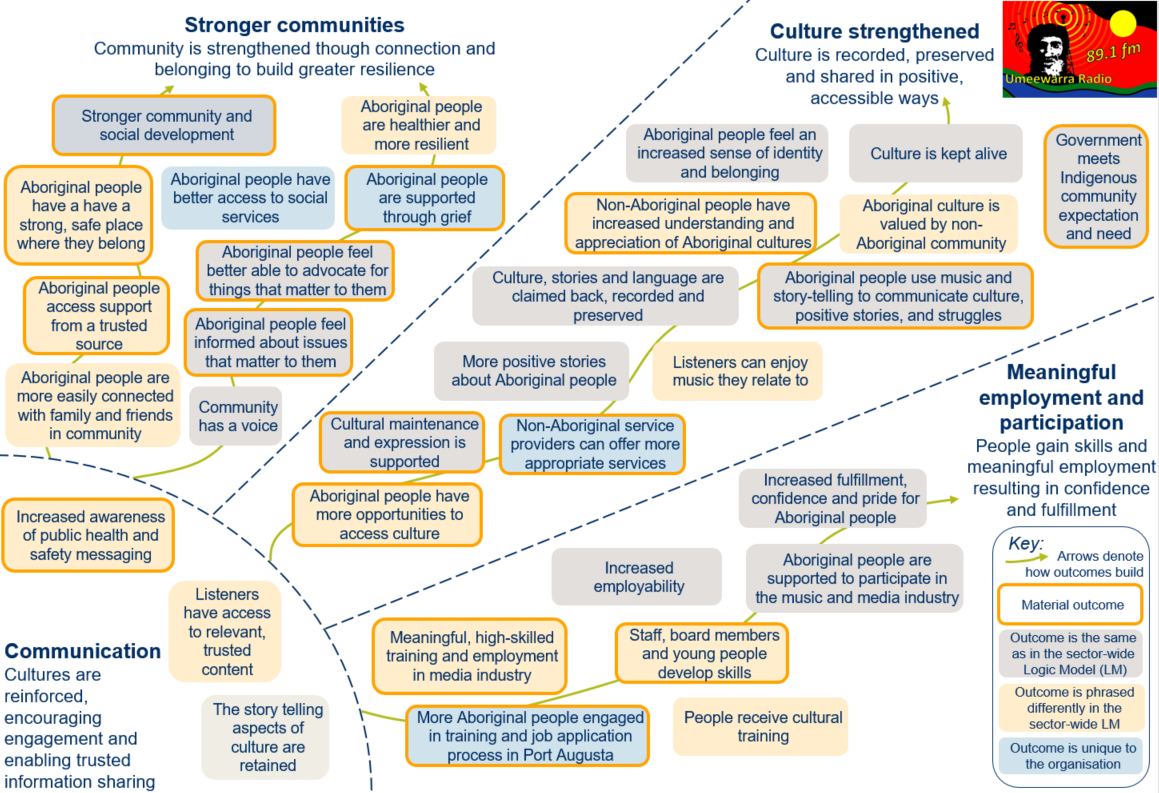 Stronger communities
Community is strengthened though connection and
belonging to build greater resilience
Stronger community and
social development
Aboriginal people
are healthier and
more resilient
Aboriginal people
have a have a
strong, safe place
where they belong
Aboriginal people have
better access to social
services
Aboriginal people
are supported
through grief
Aboriginal people feel
better able to advocate for
things that matter to them
Aboriginal people
access support
from a trusted
source
Aboriginal people feel
informed about issues
that matter to them
Aboriginal people are
more easily connected
with family and friends
in community
Community
has a voice
Culture strengthened
Culture is recorded, preserved
and shared in positive,
accessible ways
89.1 fm
Umeewarra Radio
Aboriginal people feel an
increased sense of identity
and belonging
Culture is kept alive
Government
meets
Indigenous
community
expectation
and need
Non-Aboriginal people have
increased understanding and
appreciation of Aboriginal cultures
Aboriginal culture is
valued by non-
Aboriginal community
Culture, stories and language are
claimed back, recorded and
preserved
Aboriginal people use music and
story-telling to communicate culture,
positive stories, and struggles
More positive stories
about Aboriginal people
Listeners can enjoy
music they relate to
Cultural maintenance
and expression is
supported
Non-Aboriginal service
providers can offer more
appropriate services
Aboriginal people have
more opportunities to
access culture
Meaningful
employment and
participation
People gain skills and
meaningful employment
resulting in confidence
and fulfillment
Increased fulfillment,
confidence and pride for
Aboriginal people
Increased
employability
Aboriginal people are
supported to participate in
the music and media industry
Meaningful, high-skilled
training and employment
in media industry
Staff, board members
and young people
develop skills
More Aboriginal people engaged
in training and job application
process in Port Augusta
People receive cultural
training
Increased awareness
of public health and
safety messaging
Listeners
have access
to relevant,
trusted
content
The story telling
aspects of
culture are
retained
Communication
Cultures are
reinforced,
encouraging
engagement and
enabling trusted
information sharing
Key:
Arrows denote
how outcomes build
Material outcome
Outcome is the same
as in the sector-wide
Logic Model (LM)
Outcome is phrased
differently in the
sector-wide LM
Outcome is unique to
the organisation